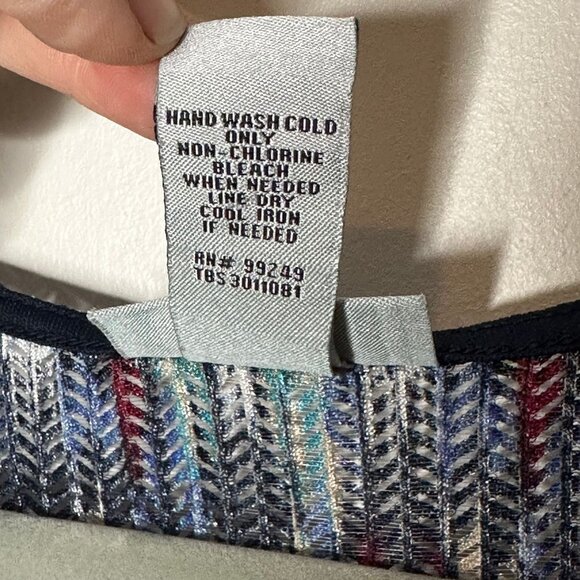 HAND WASH COLD
ONLY
NON-CHLORINE
BLEACH
WHEN NEEDED
LINE DRY
COOL IRON
IF NEEDED
RN# 99249
TBS 3011081